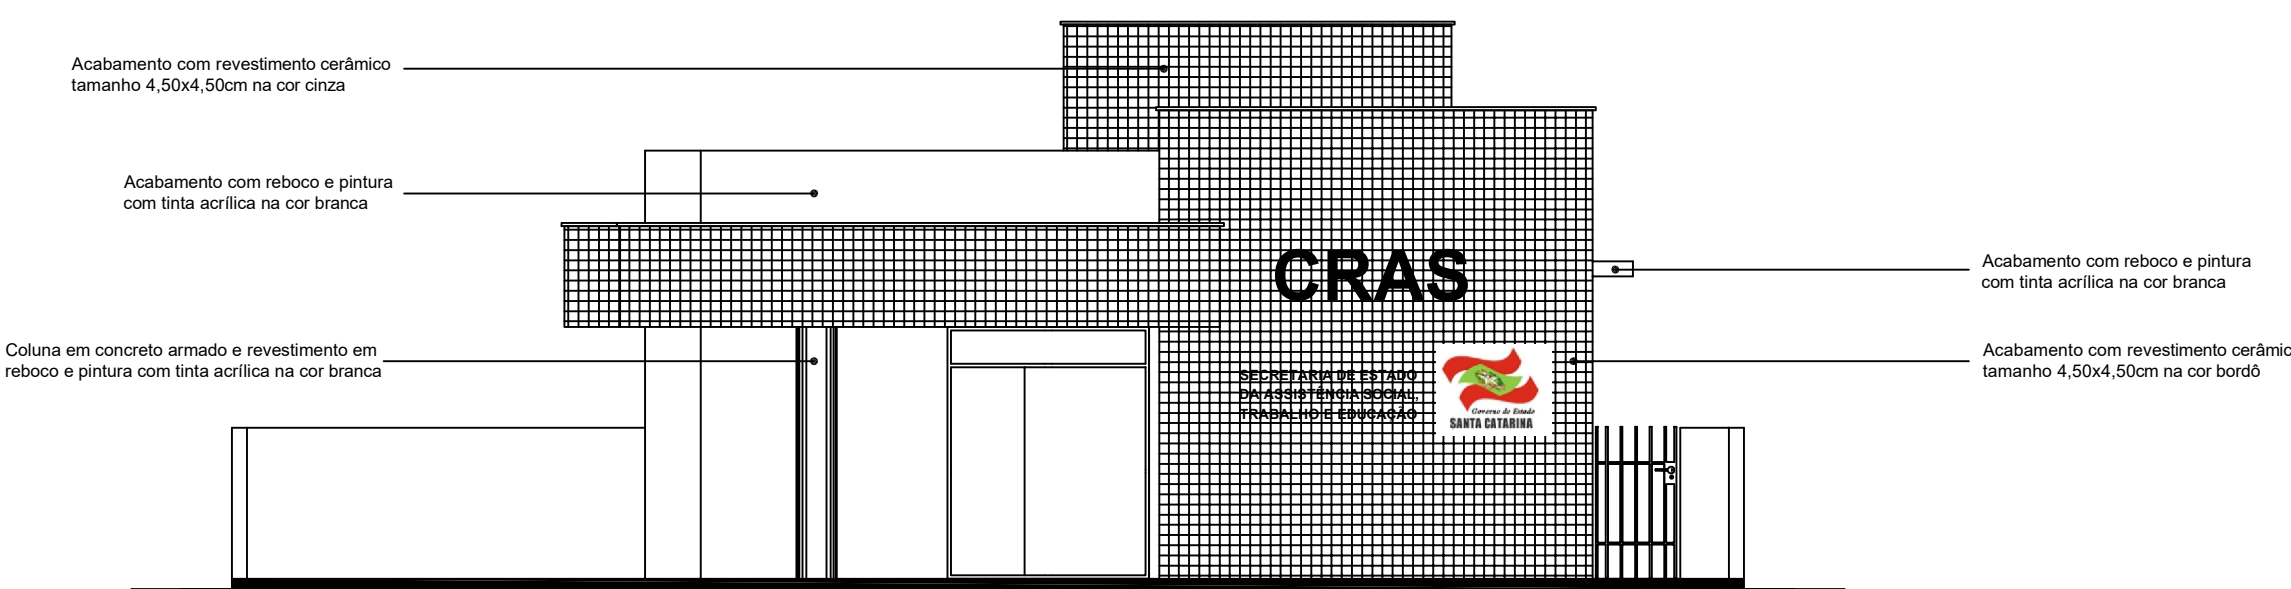 Acabamento com revestimento cerâmico
tamanho 4,50x4,50cm na cor cinza
Acabamento com reboco e pintura
com tinta acrílica na cor branca
Coluna em concreto armado e revestimento em
reboco e pintura com tinta acrílica na cor branca
CRAS
SECRETARIA DE ESTADO
DA ASSISTÊNCIA SOCIAL,
TRABALHO E EDUCAÇÃO
Governo do Estado
SANTA CATARINA
Acabamento com reboco e pintura
com tinta acrílica na cor branca
Acabamento com revestimento cerâmic
tamanho 4,50x4,50cm na cor bordô